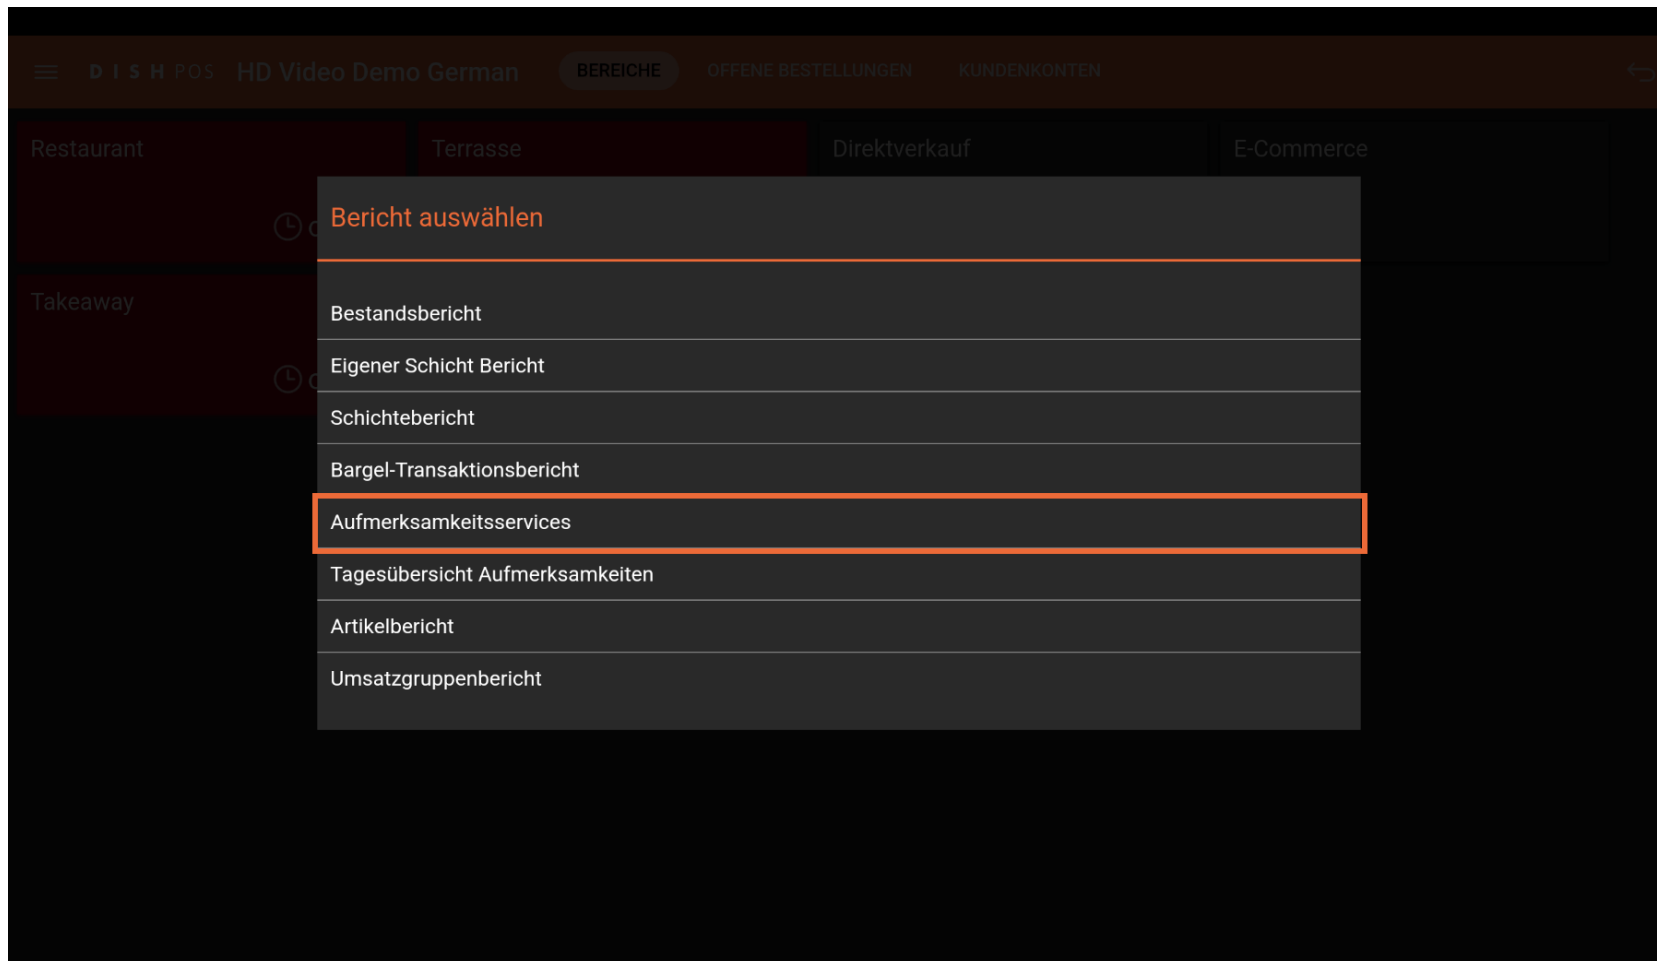 DISH POS HD Video Demo German BEREICHE OFFENE BESTELLUNGEN KUNDENKONTEN
Restaurant Terrasse Direktverkauf E-Commerce
Bericht auswählen
Takeaway
Bestandsbericht
Eigener Schicht Bericht
Schichtebericht
Bargel-Transaktionsbericht
Aufmerksamkeitsservices
Tagesübersicht Aufmerksamkeiten
Artikelbericht
Umsatzgruppenbericht